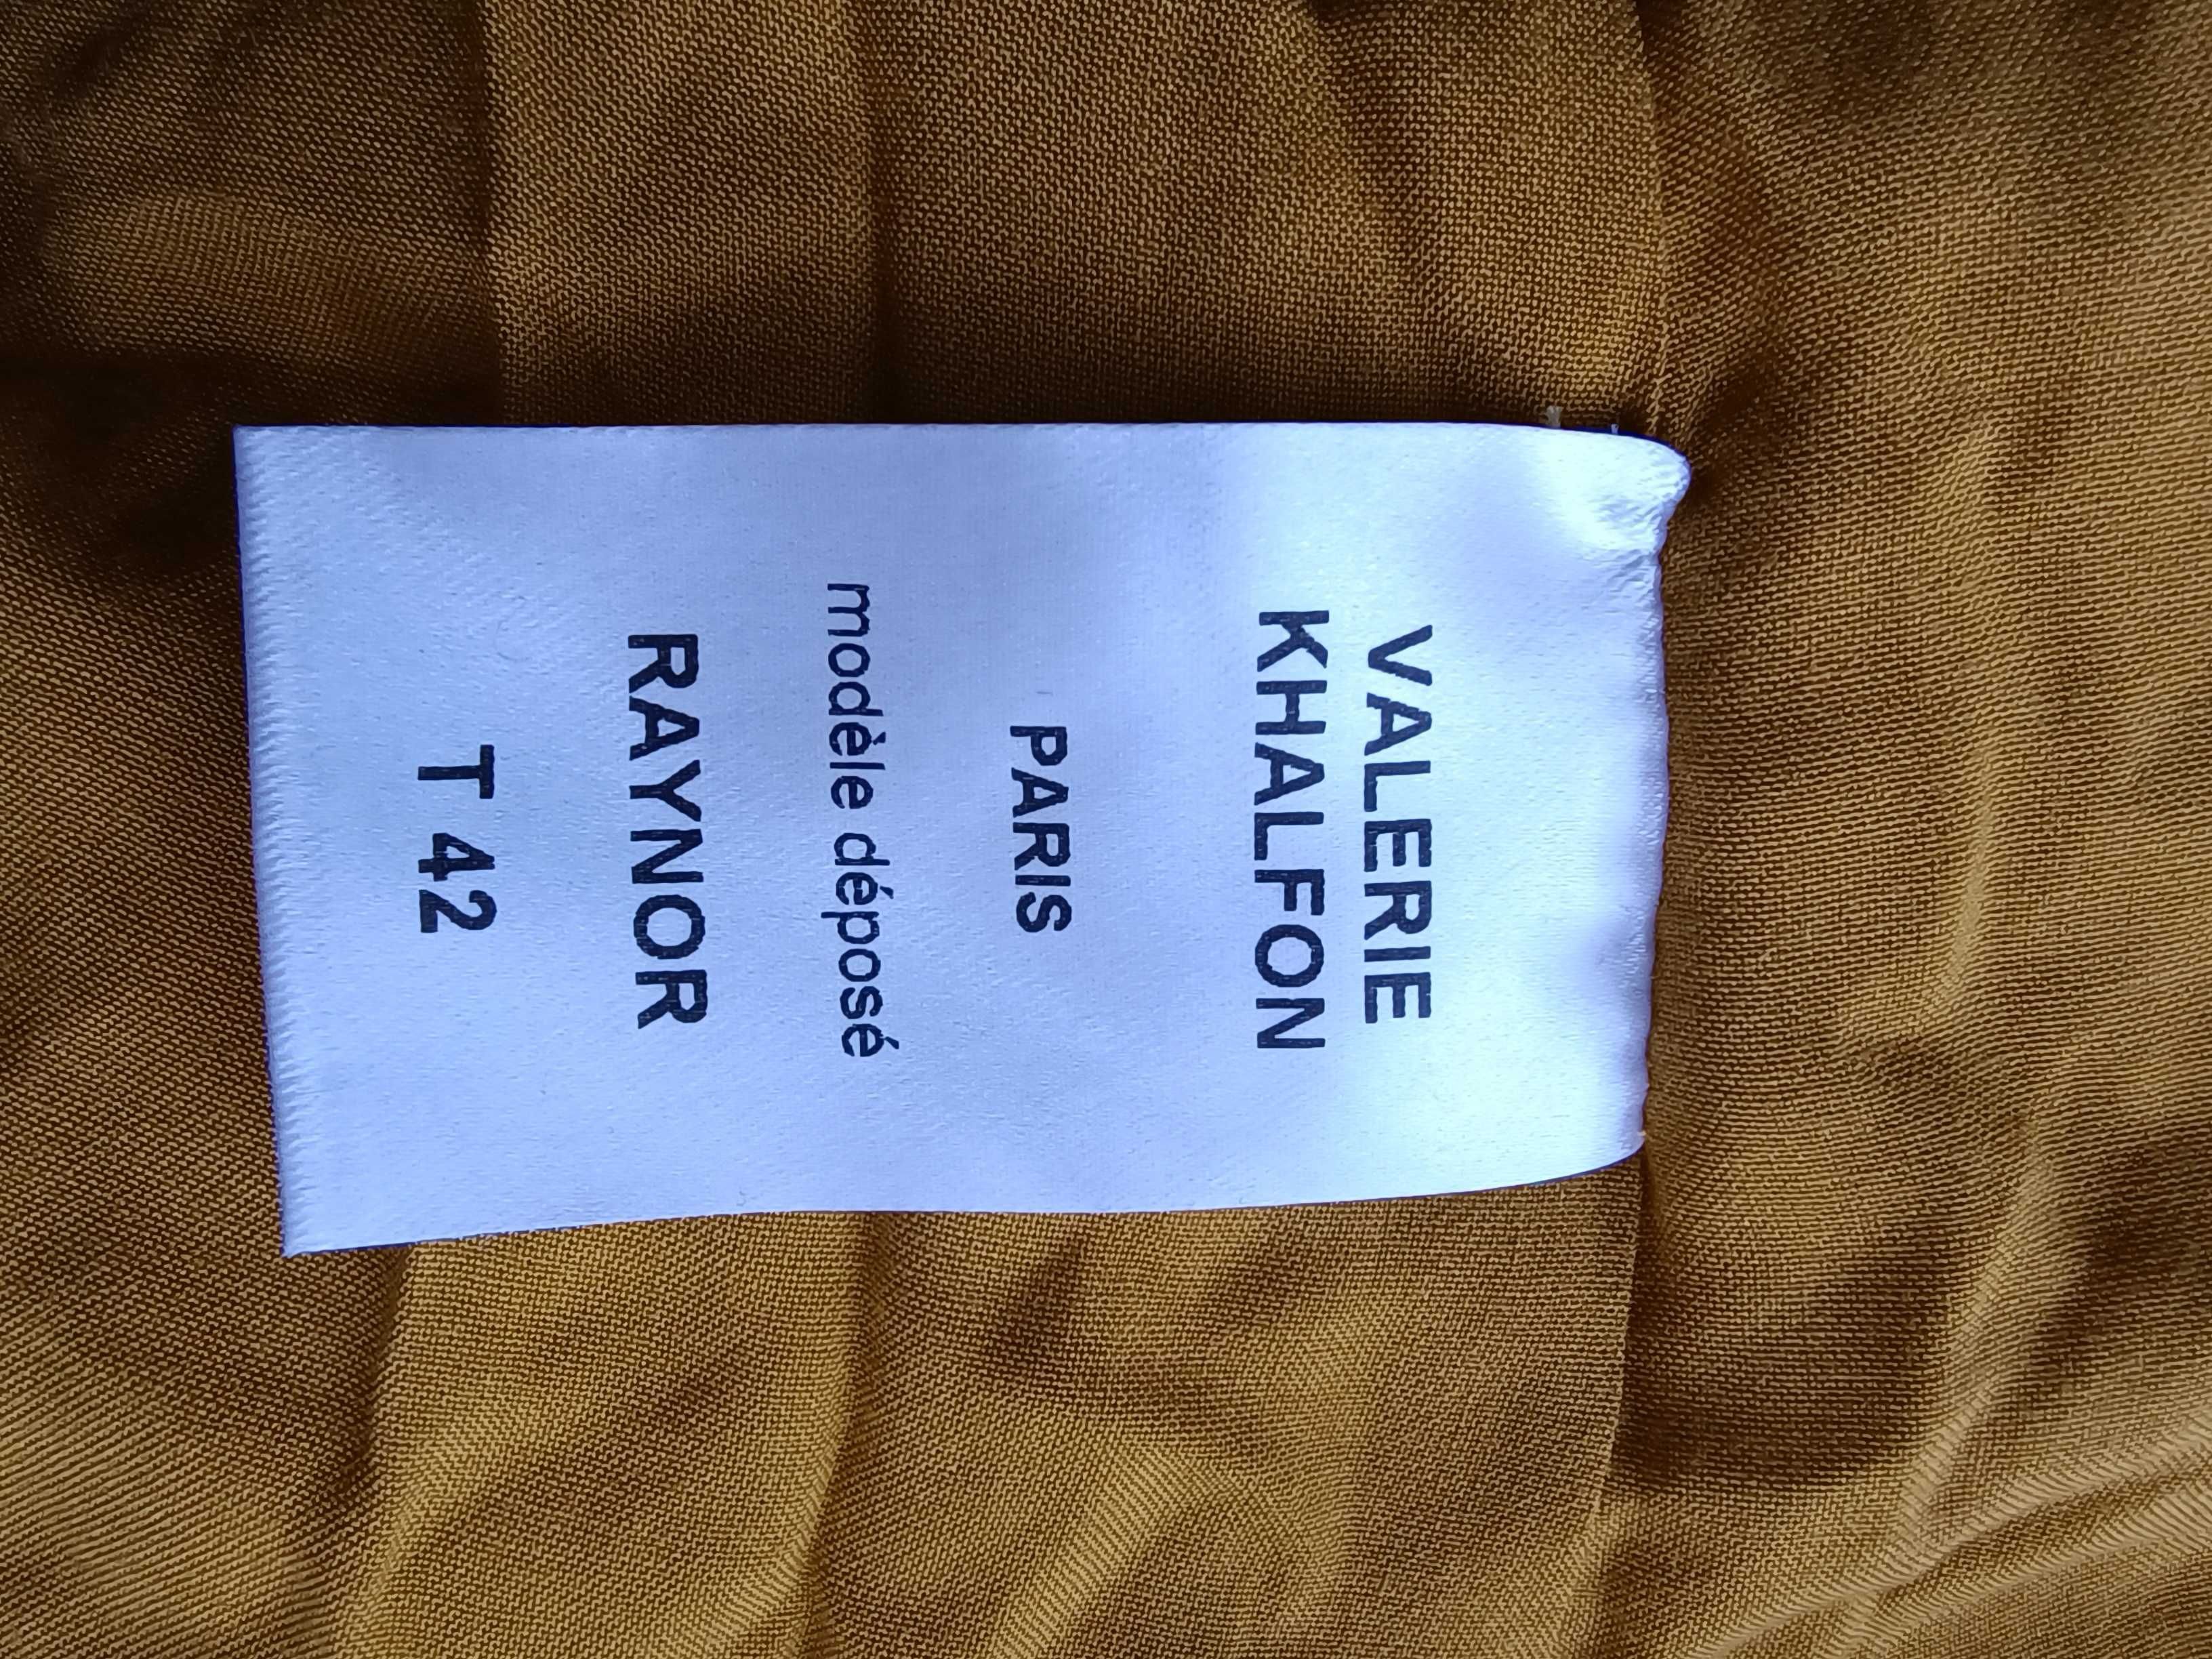 VALERIE
KHALFON
PARIS
modèle déposé
RAYNOR
T 42